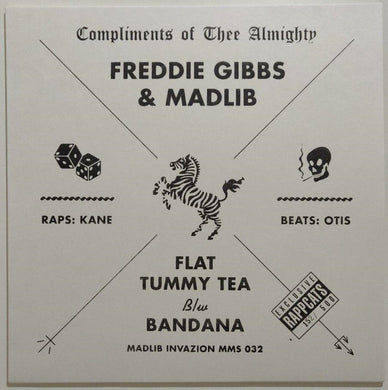 Compliments of Thee Almighty
FREDDIE GIBBS
& MADLIB
RAPS: KANE
BEATS: OTIS
FLAT
TUMMY TEA
B/w
BANDANA
MADLIB INVAZION MMS 032
EXCLUSIVE
RAPPCATS